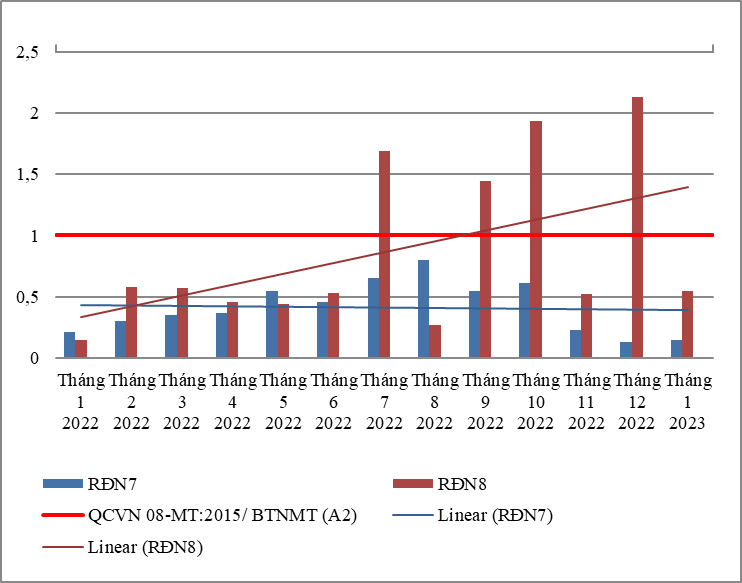 2,5
2
1,5
1
0,5
0
Tháng Tháng Tháng Tháng Tháng Tháng Tháng Tháng Tháng Tháng Tháng Tháng Tháng
1 2 3 4 5 6 7 8 9 10 11 12 1
2022 2022 2022 2022 2022 2022 2022 2022 2022 2022 2022 2022 2023
RĐN7 RĐN8
QCVN 08-MT:2015/ BTNMT (A2) Linear (RĐN7)
Linear (RĐN8)